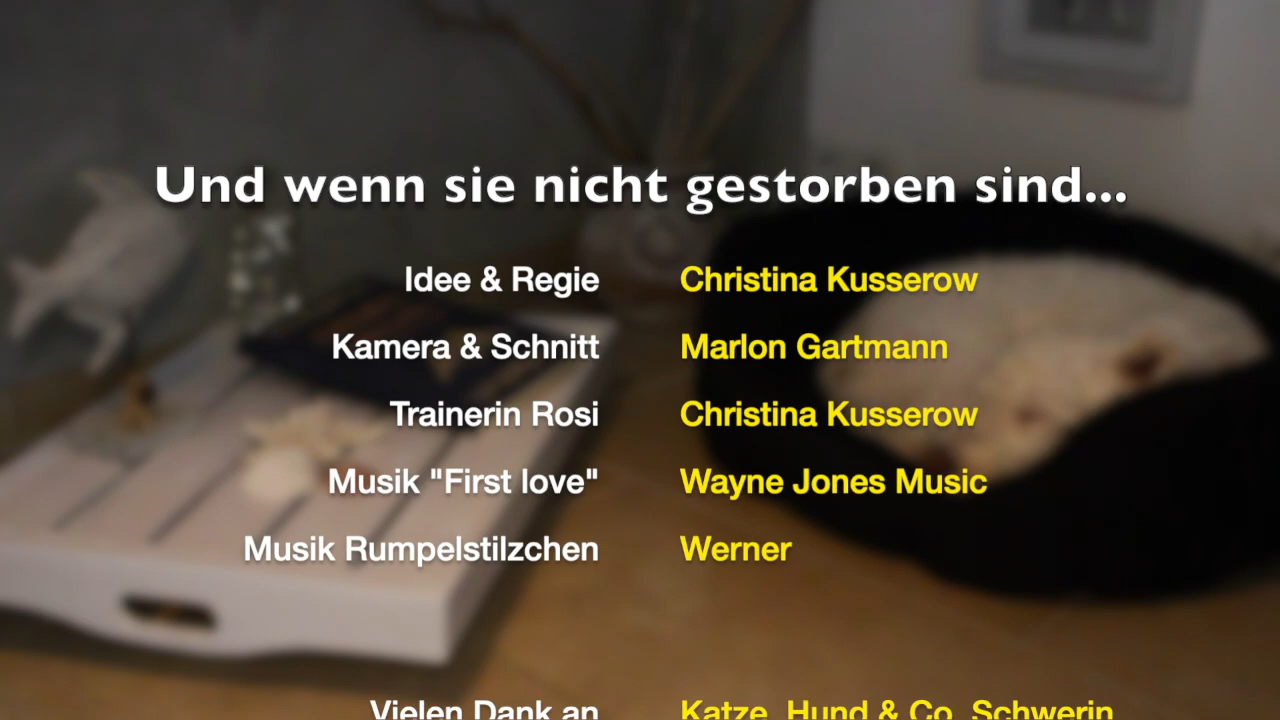 Und wenn sie nicht gestorben sind...
Idee & Regie Christina Kusserow
Kamera & Schnitt Marlon Gartmann
Trainerin Rosi Christina Kusserow
Musik "First love" Wayne Jones Music
Musik Rumpelstilzchen Werner
Vielen Dank an Katze, Hund & Co, Schwerin